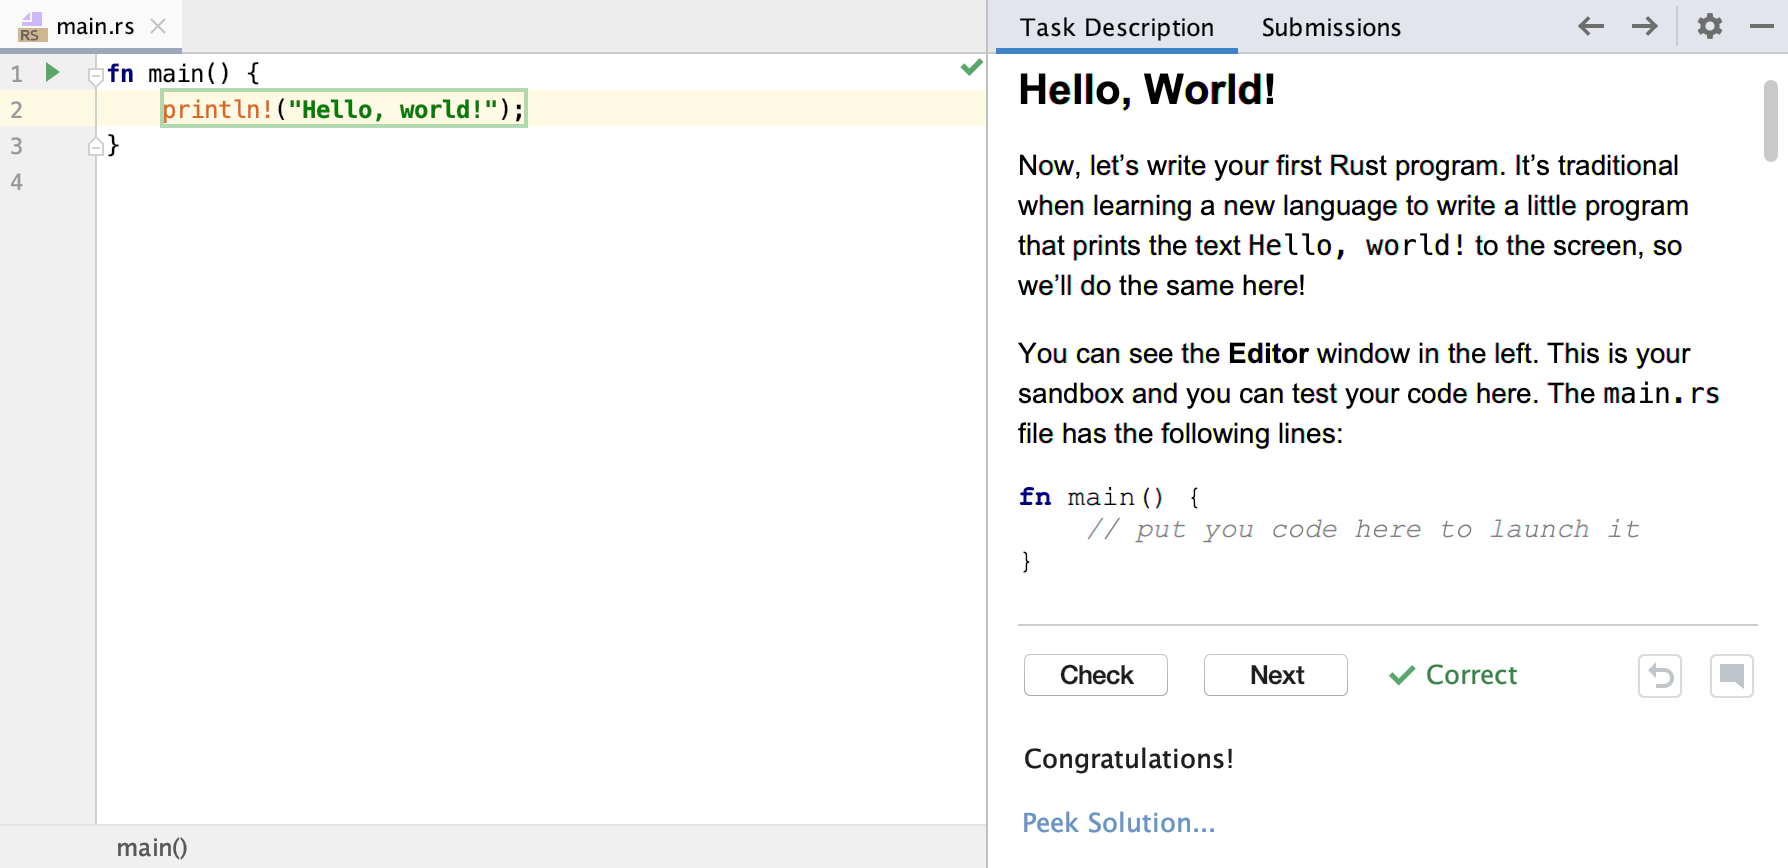 RS main.rs
1 fn main() {
2 println!("Hello, world!");
3 }
4
main()
Task Description Submissions
Hello, World!
Now, let’s write your first Rust program. It’s traditional
when learning a new language to write a little program
that prints the text Hello, world! to the screen, so
we’ll do the same here!
You can see the Editor window in the left. This is your
sandbox and you can test your code here. The main.rs
file has the following lines:
fn main() {
// put you code here to launch it
}
Check Next Correct
Congratulations!
Peek Solution...